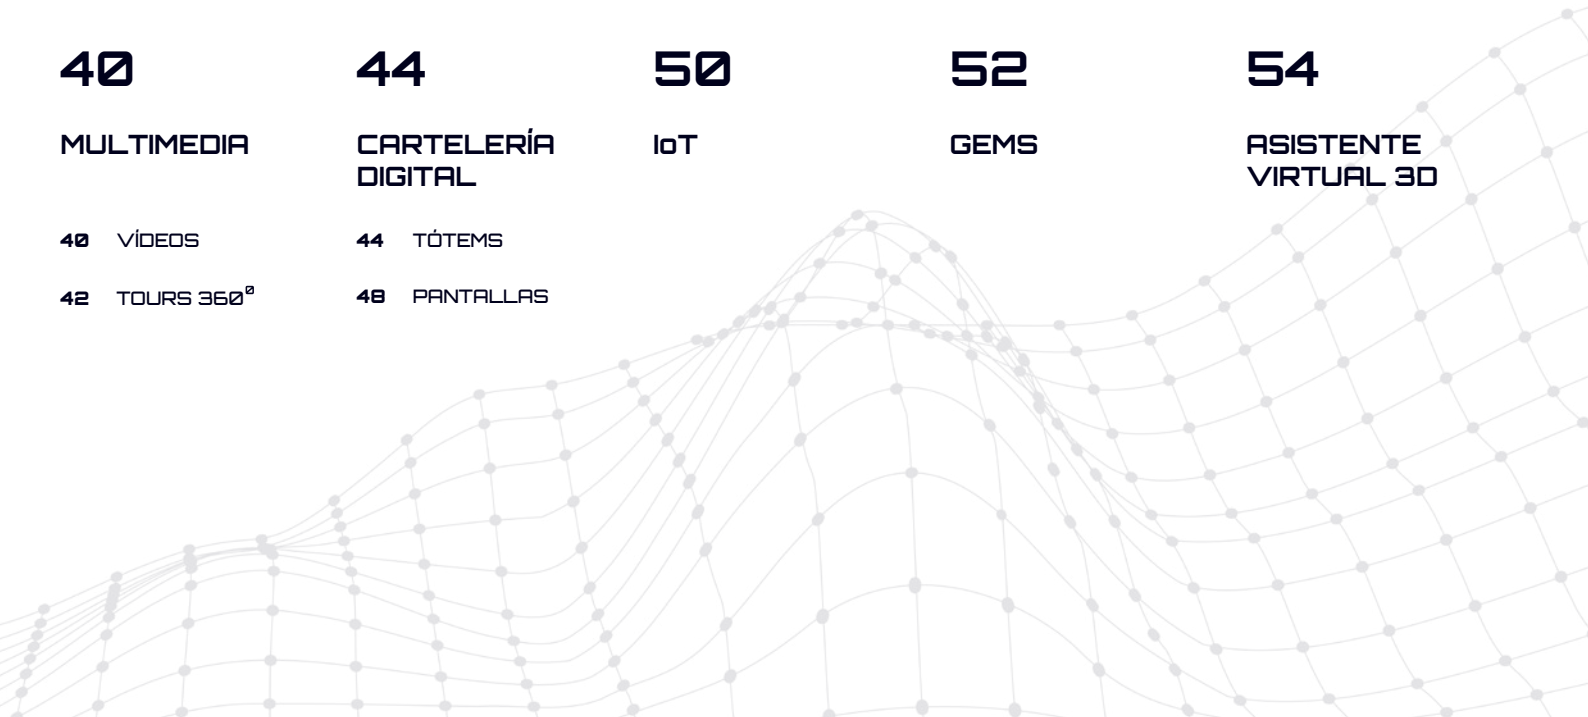 40
MULTIMEDIA
40 VÍDEOS
42 TOURS 360⁰
44
CARTELERÍA
DIGITAL
44 TÓTEMS
48 PANTALLAS
50
IoT
52
GEMS
54
ASISTENTE
VIRTUAL 3D